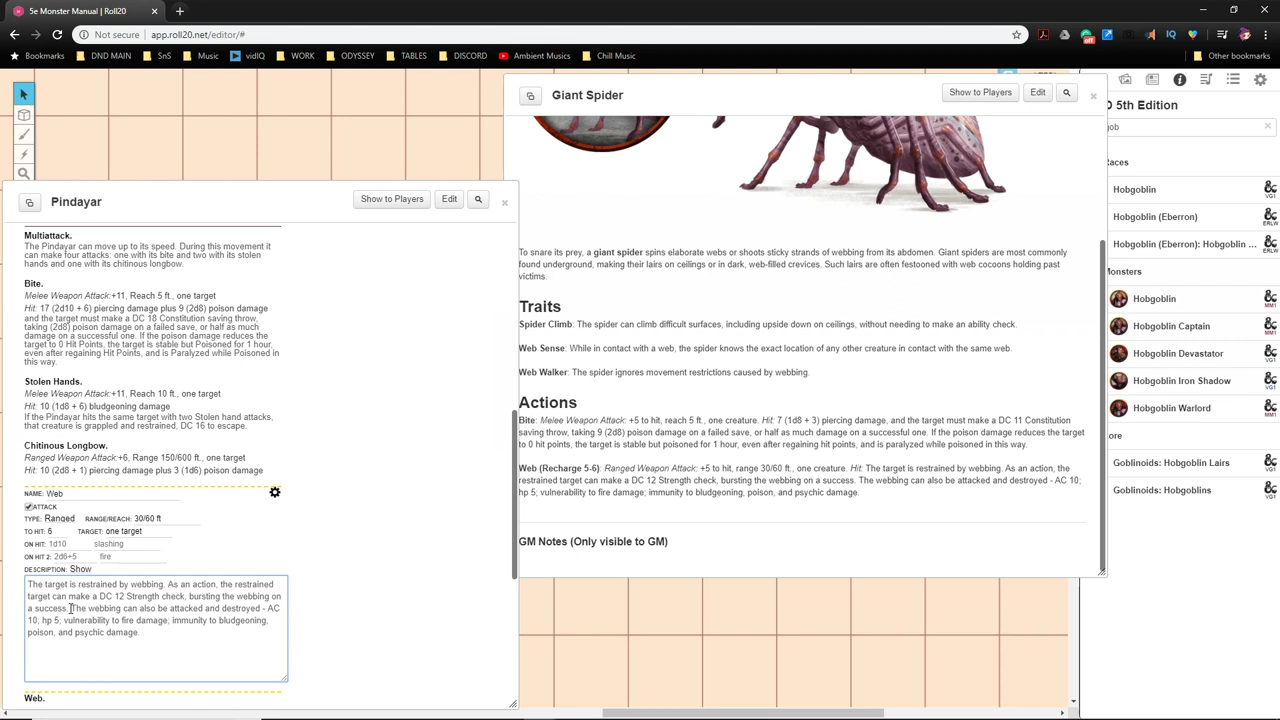 5e Monster Manual | Roll20
Not secure | app.roll20.net/editor/#
Bookmarks DND MAIN SnS Music vidIQ WORK ODYSSEY TABLES DISCORD Ambient Musics Chill Music Other bookmarks
Giant Spider
Show to Players Edit
Pindayar
Show to Players Edit
Multiattack.
The Pindayar can move up to its speed. During this movement it
can make four attacks: one with its bite and two with its stolen
hands and one with its chitinous longbow.
Bite.
Melee Weapon Attack:+11, Reach 5 ft., one target
Hit: 17 (2d10 + 6) piercing damage plus 9 (2d8) poison damage
and the target must make a DC 18 Constitution saving throw,
taking (2d8) poison damage on a failed save, or half as much
damage on a successful one. If the poison damage reduces the
target to 0 Hit Points, the target is stable but Poisoned for 1 hour,
even after regaining Hit Points, and is Paralyzed while Poisoned in
this way.
Stolen Hands.
Melee Weapon Attack:+11, Reach 10 ft., one target
Hit: 10 (1d8 + 6) bludgeoning damage
If the Pindayar hits the same target with two Stolen hand attacks,
that creature is grappled and restrained, DC 16 to escape.
Chitinous Longbow.
Ranged Weapon Attack:+6, Range 150/600 ft., one target
Hit: 10 (2d8 + 1) piercing damage plus 3 (1d6) poison damage
NAME: Web
ATTACK
TYPE: Ranged RANGE/REACH: 30/60 ft
TO HIT: 6 TARGET: one target
ON HIT: 1d10 slashing
ON HIT 2: 2d6+5 fire
DESCRIPTION: Show
The target is restrained by webbing. As an action, the restrained
target can make a DC 12 Strength check, bursting the webbing on
a success. The webbing can also be attacked and destroyed - AC
10; hp 5; vulnerability to fire damage; immunity to bludgeoning,
poison, and psychic damage.
Web.
To snare its prey, a giant spider spins elaborate webs or shoots sticky strands of webbing from its abdomen. Giant spiders are most commonly
found underground, making their lairs on ceilings or in dark, web-filled crevices. Such lairs are often festooned with web cocoons holding past
victims.
Traits
Spider Climb: The spider can climb difficult surfaces, including upside down on ceilings, without needing to make an ability check.
Web Sense: While in contact with a web, the spider knows the exact location of any other creature in contact with the same web.
Web Walker: The spider ignores movement restrictions caused by webbing.
Actions
Bite: Melee Weapon Attack: +5 to hit, reach 5 ft., one creature. Hit: 7 (1d8 + 3) piercing damage, and the target must make a DC 11 Constitution
saving throw, taking 9 (2d8) poison damage on a failed save, or half as much damage on a successful one. If the poison damage reduces the target
to 0 hit points, the target is stable but poisoned for 1 hour, even after regaining hit points, and is paralyzed while poisoned in this way.
Web (Recharge 5-6): Ranged Weapon Attack: +5 to hit, range 30/60 ft., one creature. Hit: The target is restrained by webbing. As an action, the
restrained target can make a DC 12 Strength check, bursting the webbing on a success. The webbing can also be attacked and destroyed - AC 10;
hp 5; vulnerability to fire damage; immunity to bludgeoning, poison, and psychic damage.
GM Notes (Only visible to GM)
D 5th Edition
gob
Races
Hobgoblin VG1
Hobgoblin (Eberron) ERLW
Hobgoblin (Eberron): Hobgoblin ... ERLW
Monsters
Hobgoblin MM1
Hobgoblin Captain MM1
Hobgoblin Devastator VG1
Hobgoblin Iron Shadow VG1
Hobgoblin Warlord MM1
ore
Goblinoids: Hobgoblin Lairs VG1
Goblinoids: Hobgoblins VG1